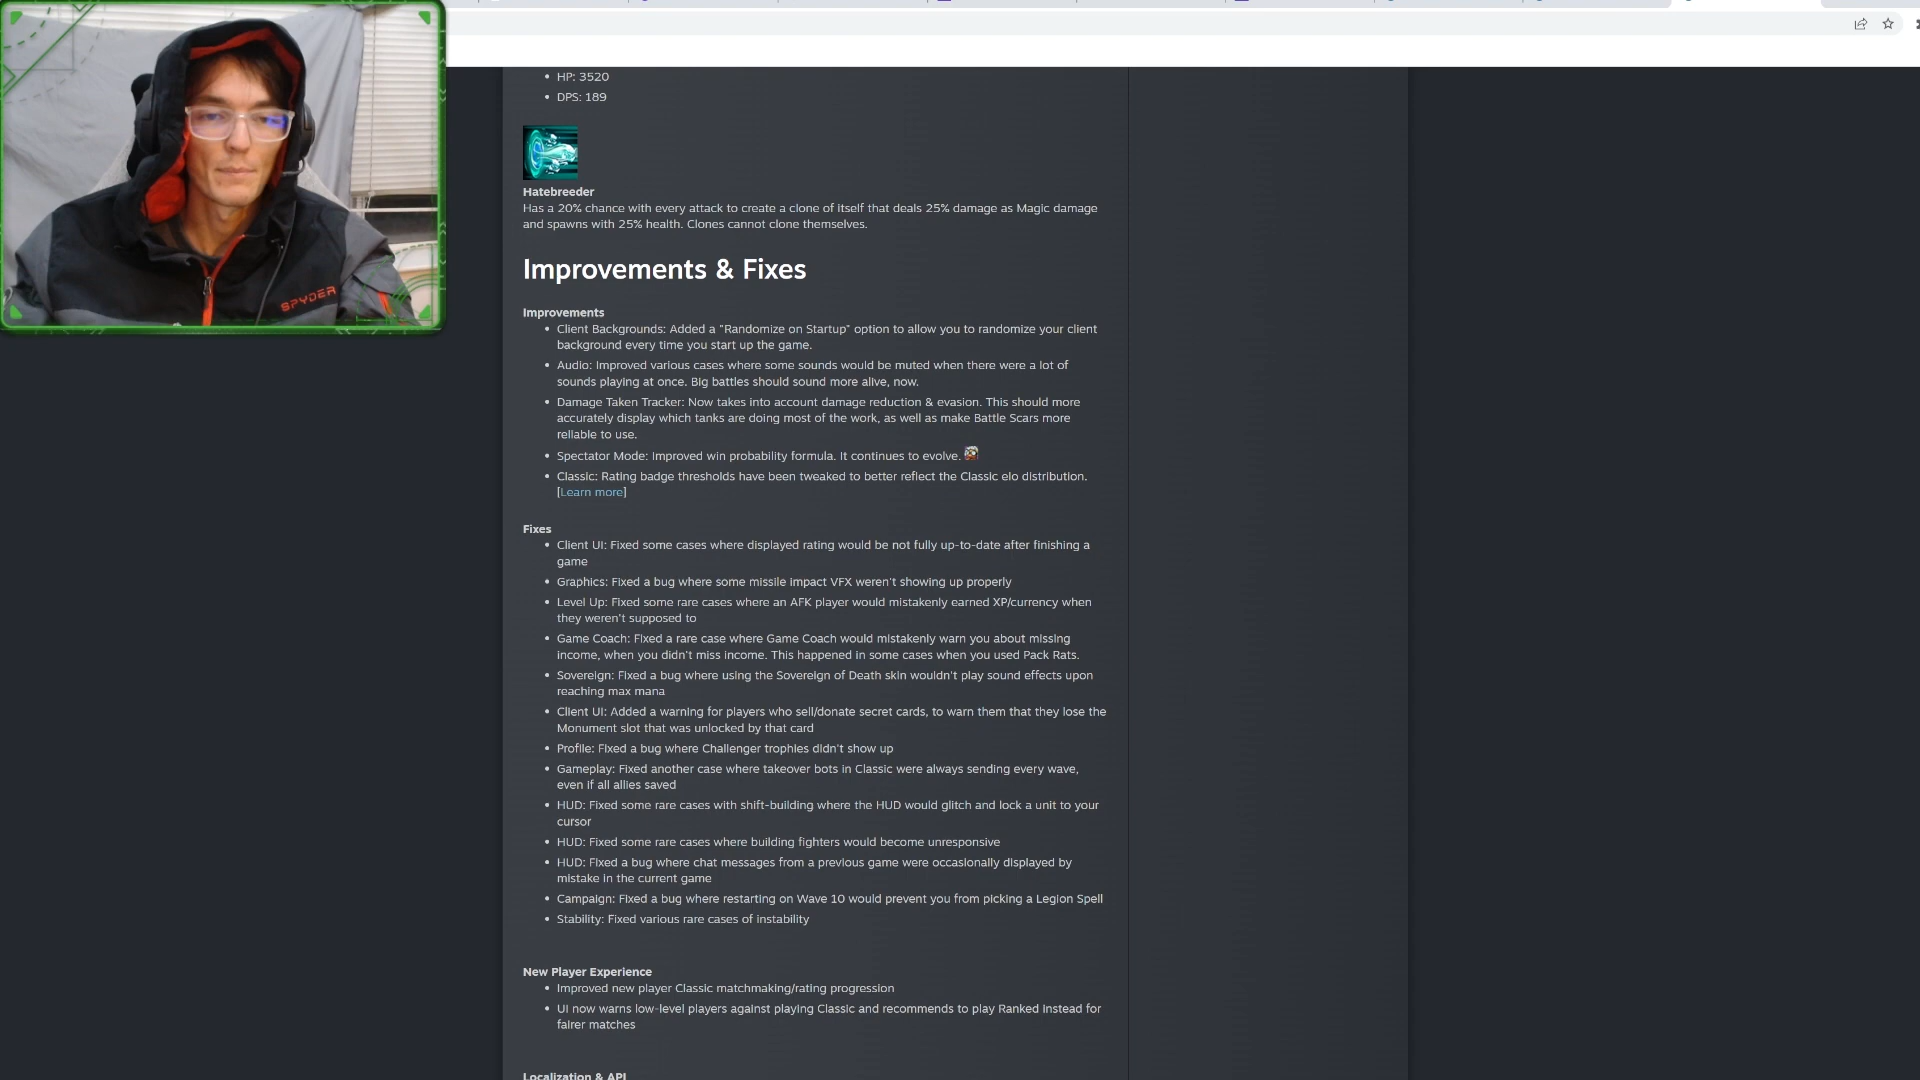 SPYDER
• HP: 3520
• DPS: 189
Hatebreeder
Has a 20% chance with every attack to create a clone of itself that deals 25% damage as Magic damage
and spawns with 25% health. Clones cannot clone themselves.
Improvements & Fixes
Improvements
• Client Backgrounds: Added a "Randomize on Startup" option to allow you to randomize your client
background every time you start up the game.
• Audio: Improved various cases where some sounds would be muted when there were a lot of
sounds playing at once. Big battles should sound more alive, now.
• Damage Taken Tracker: Now takes into account damage reduction & evasion. This should more
accurately display which tanks are doing most of the work, as well as make Battle Scars more
reliable to use.
• Spectator Mode: Improved win probability formula. It continues to evolve.
• Classic: Rating badge thresholds have been tweaked to better reflect the Classic elo distribution.
[Learn more]
Fixes
• Client UI: Fixed some cases where displayed rating would be not fully up-to-date after finishing a
game
• Graphics: Fixed a bug where some missile impact VFX weren't showing up properly
• Level Up: Fixed some rare cases where an AFK player would mistakenly earned XP/currency when
they weren't supposed to
• Game Coach: Fixed a rare case where Game Coach would mistakenly warn you about missing
income, when you didn't miss income. This happened in some cases when you used Pack Rats.
• Sovereign: Fixed a bug where using the Sovereign of Death skin wouldn't play sound effects upon
reaching max mana
• Client UI: Added a warning for players who sell/donate secret cards, to warn them that they lose the
Monument slot that was unlocked by that card
• Profile: Fixed a bug where Challenger trophies didn't show up
• Gameplay: Fixed another case where takeover bots in Classic were always sending every wave,
even if all allies saved
• HUD: Fixed some rare cases with shift-building where the HUD would glitch and lock a unit to your
cursor
• HUD: Fixed some rare cases where building fighters would become unresponsive
• HUD: Fixed a bug where chat messages from a previous game were occasionally displayed by
mistake in the current game
• Campaign: Fixed a bug where restarting on Wave 10 would prevent you from picking a Legion Spell
• Stability: Fixed various rare cases of instability
New Player Experience
• Improved new player Classic matchmaking/rating progression
• UI now warns low-level players against playing Classic and recommends to play Ranked instead for
fairer matches
Localization & API